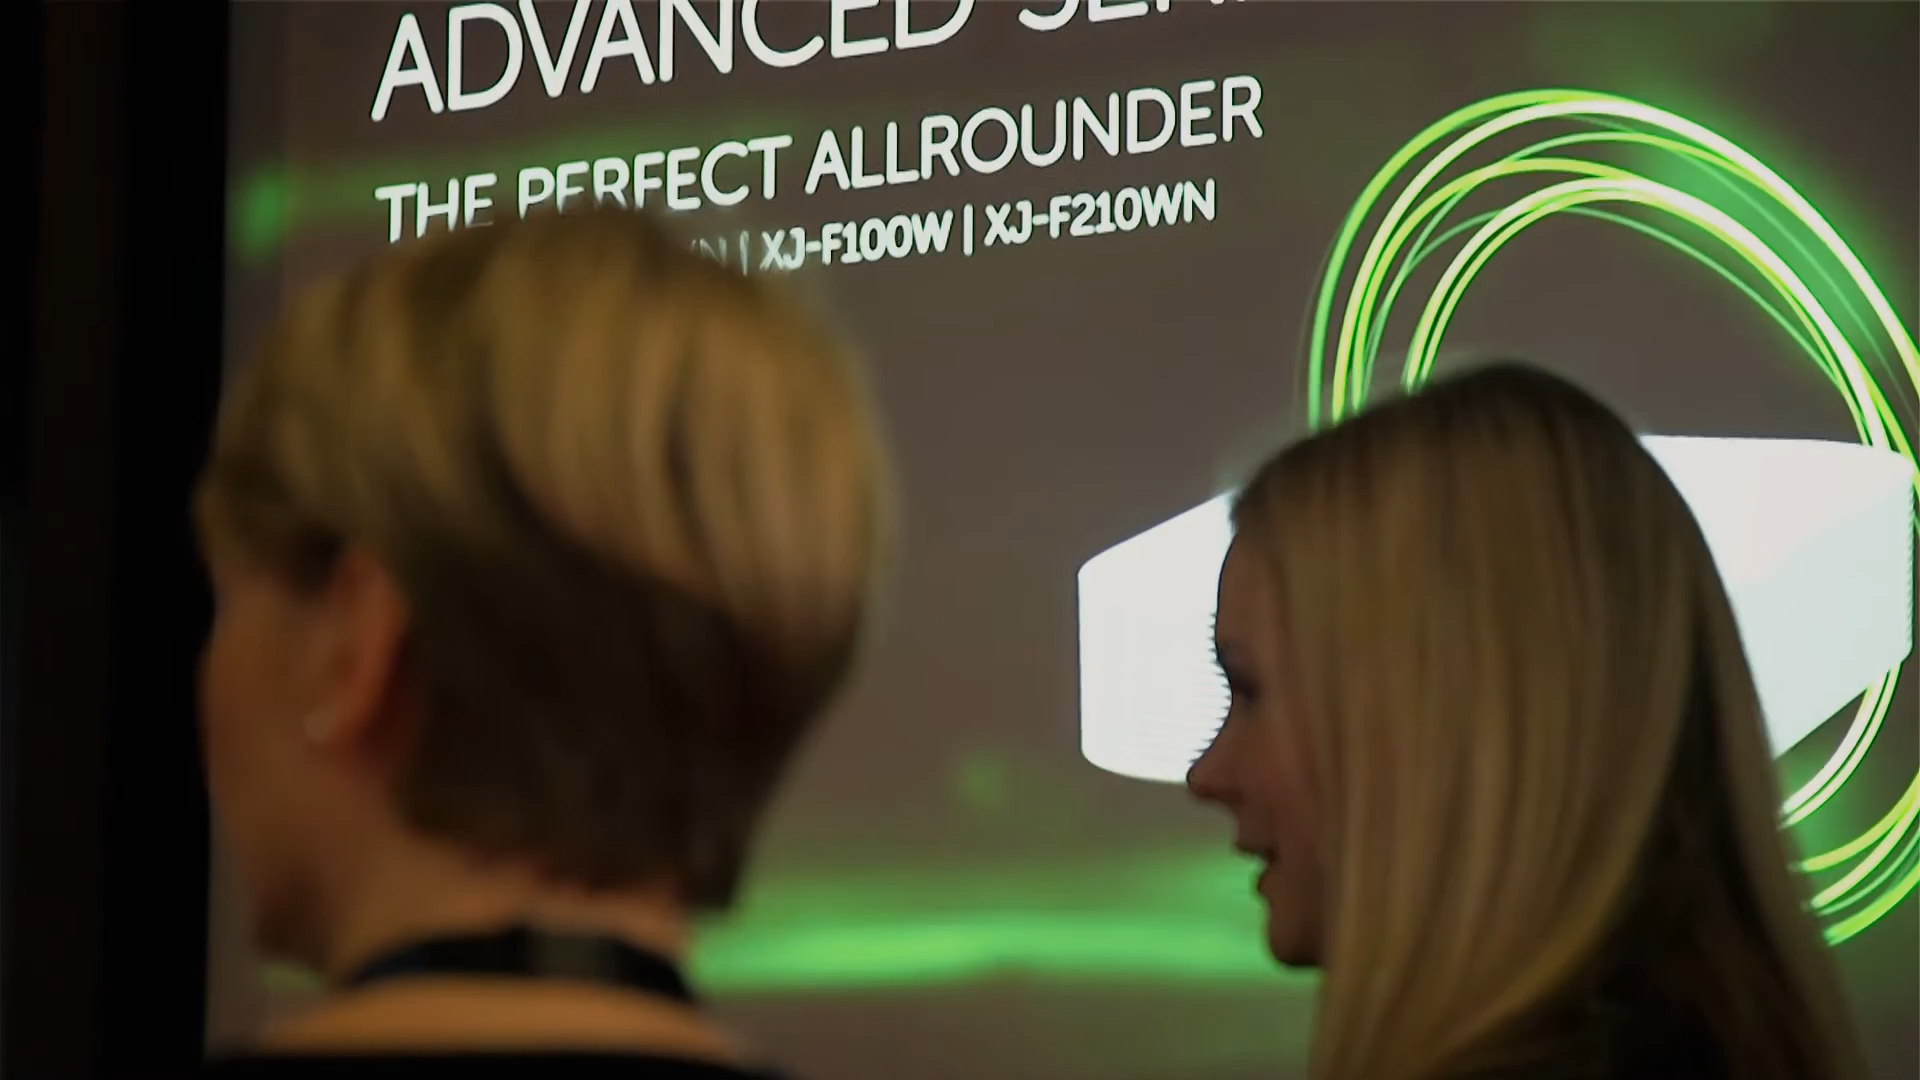 ADVANCED
THE PERFECT ALLROUNDER
| XJ-F100W | XJ-F210WN